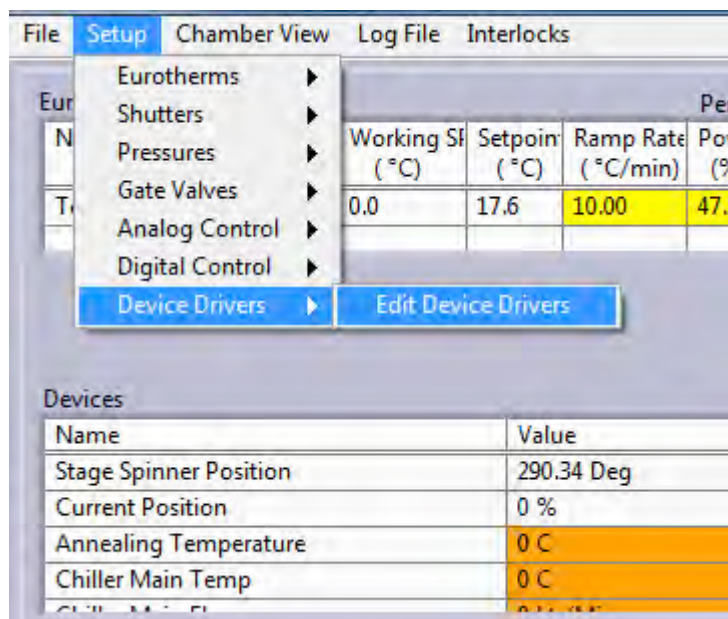 File Setup Chamber View Log File Interlocks
Eurotherms
Shutters
Pressures
Gate Valves
Analog Control
Digital Control
Device Drivers Edit Device Drivers
Working Setpoin Ramp Rate
(°C) (°C) (°C/min) (%
0.0 17.6 10.00 47.
Devices
Name Value
Stage Spinner Position 290.34 Deg
Current Position 0 %
Annealing Temperature 0 C
Chiller Main Temp 0 C